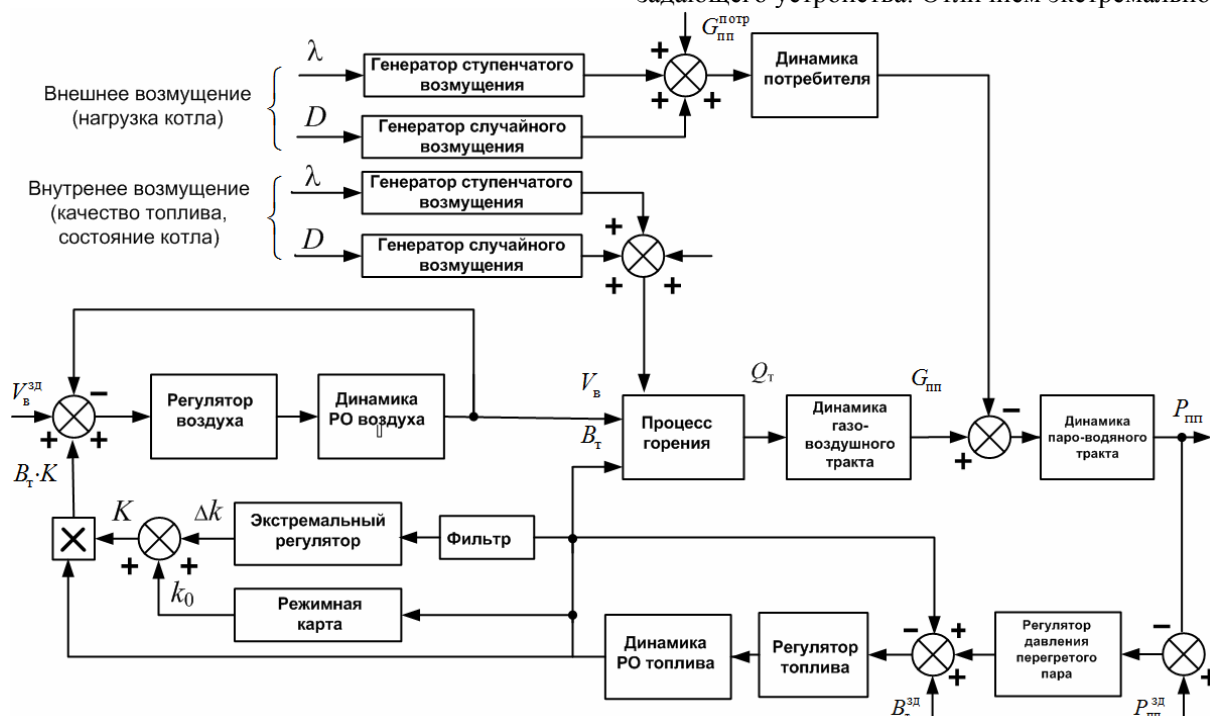 задающего устройства. Отличием экстремально
G_пп^потр
λ
Генератор ступенчатого
возмущения
Динамика
потребителя
Внешнее возмущение
(нагрузка котла)
D
Генератор случайного
возмущения
λ
Генератор ступенчатого
возмущения
Внутренее возмущение
(качество топлива,
состояние котла)
D
Генератор случайного
возмущения
V_в^зд
Регулятор
воздуха
Динамика
РО воздуха
V_в
B_т
Процесс
горения
Q_т
Динамика
газо-
воздушного
тракта
G_пп
Динамика
паро-водяного
тракта
P_пп
B_т·K
K
Δk
Экстремальный
регулятор
Фильтр
k_0
Режимная
карта
Динамика
РО топлива
Регулятор
топлива
Регулятор
давления
перегретого
пара
B_т^зд
P_пп^зд